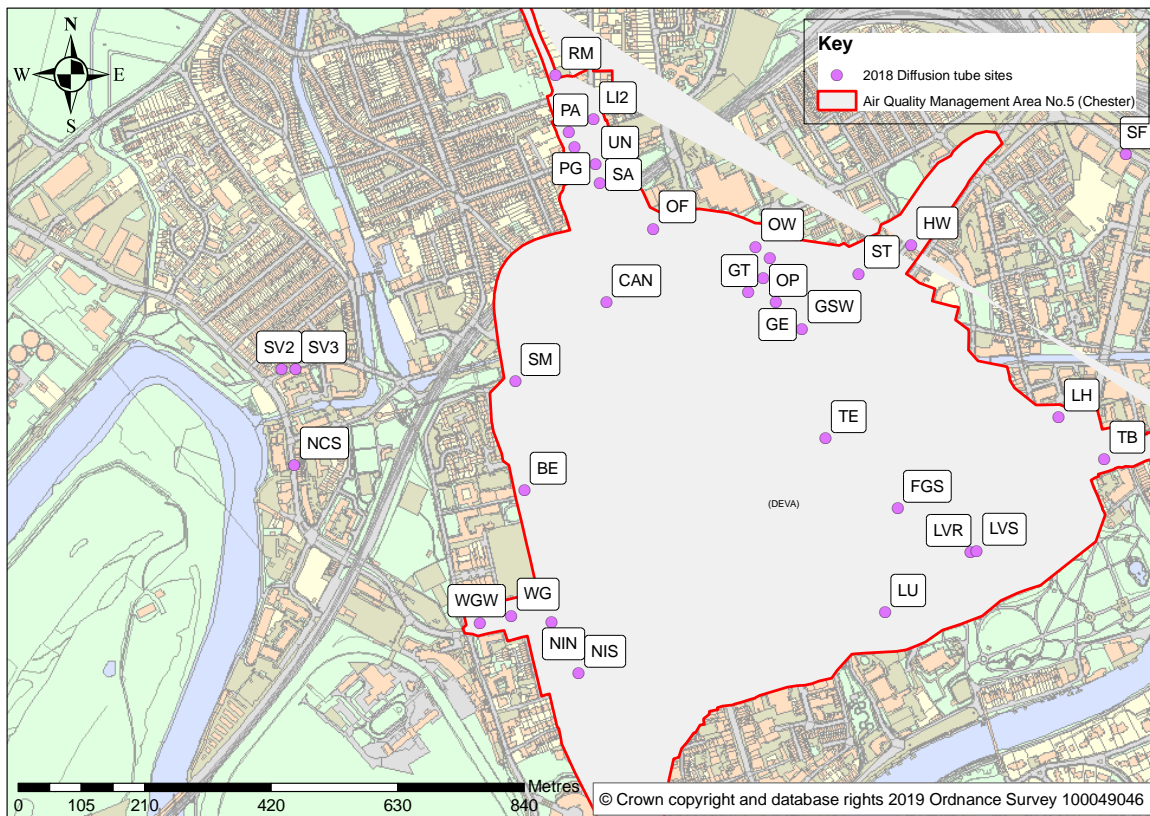 N
W E
S
Key
2018 Diffusion tube sites
Air Quality Management Area No.5 (Chester)
RM
LI2
PA
UN
SF
PG
SA
OF
OW
HW
ST
GT
OP
CAN
GSW
GE
SV2
SV3
SM
LH
TE
TB
NCS
BE
FGS
(DEVA)
LVR
LVS
LU
WGW
WG
NIN
NIS
Metres
0 105 210 420 630 840
© Crown copyright and database rights 2019 Ordnance Survey 100049046